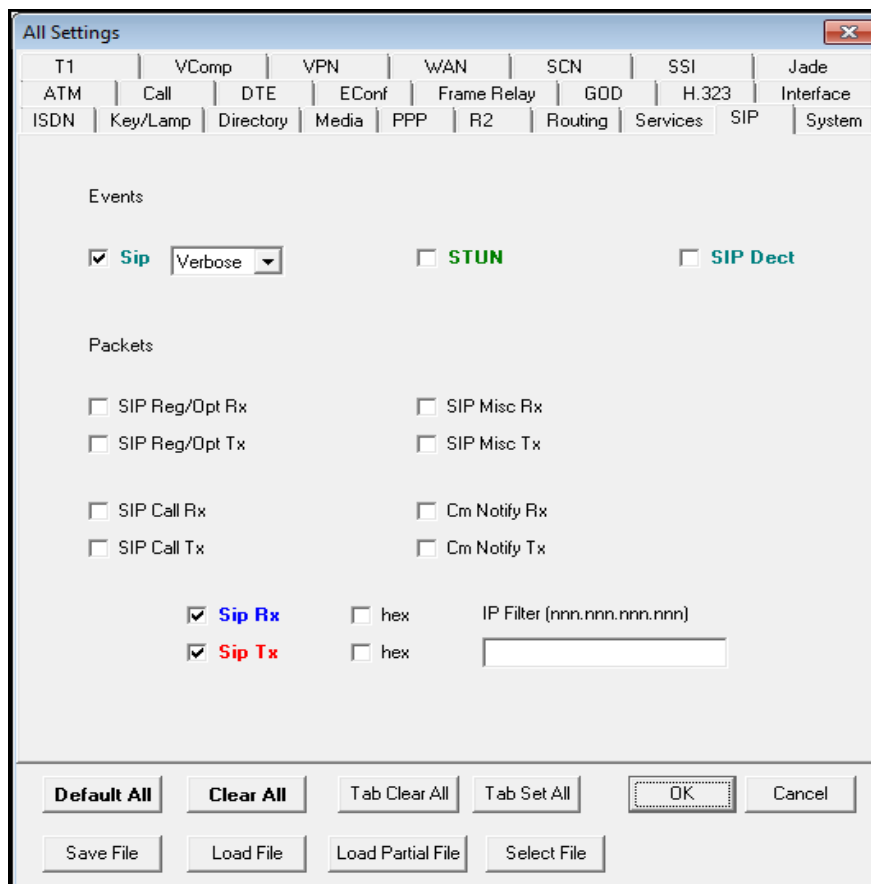 All Settings
T1 VComp VPN WAN SCN SSI Jade
ATM Call DTE EConf Frame Relay GOD H.323 Interface
ISDN Key/Lamp Directory Media PPP R2 Routing Services SIP System
Events
Sip Verbose STUN SIP Dect
Packets
SIP Reg/Opt Rx SIP Misc Rx
SIP Reg/Opt Tx SIP Misc Tx
SIP Call Rx Cm Notify Rx
SIP Call Tx Cm Notify Tx
Sip Rx hex IP Filter (nnn.nnn.nnn.nnn)
Sip Tx hex
Default All Clear All Tab Clear All Tab Set All OK Cancel
Save File Load File Load Partial File Select File